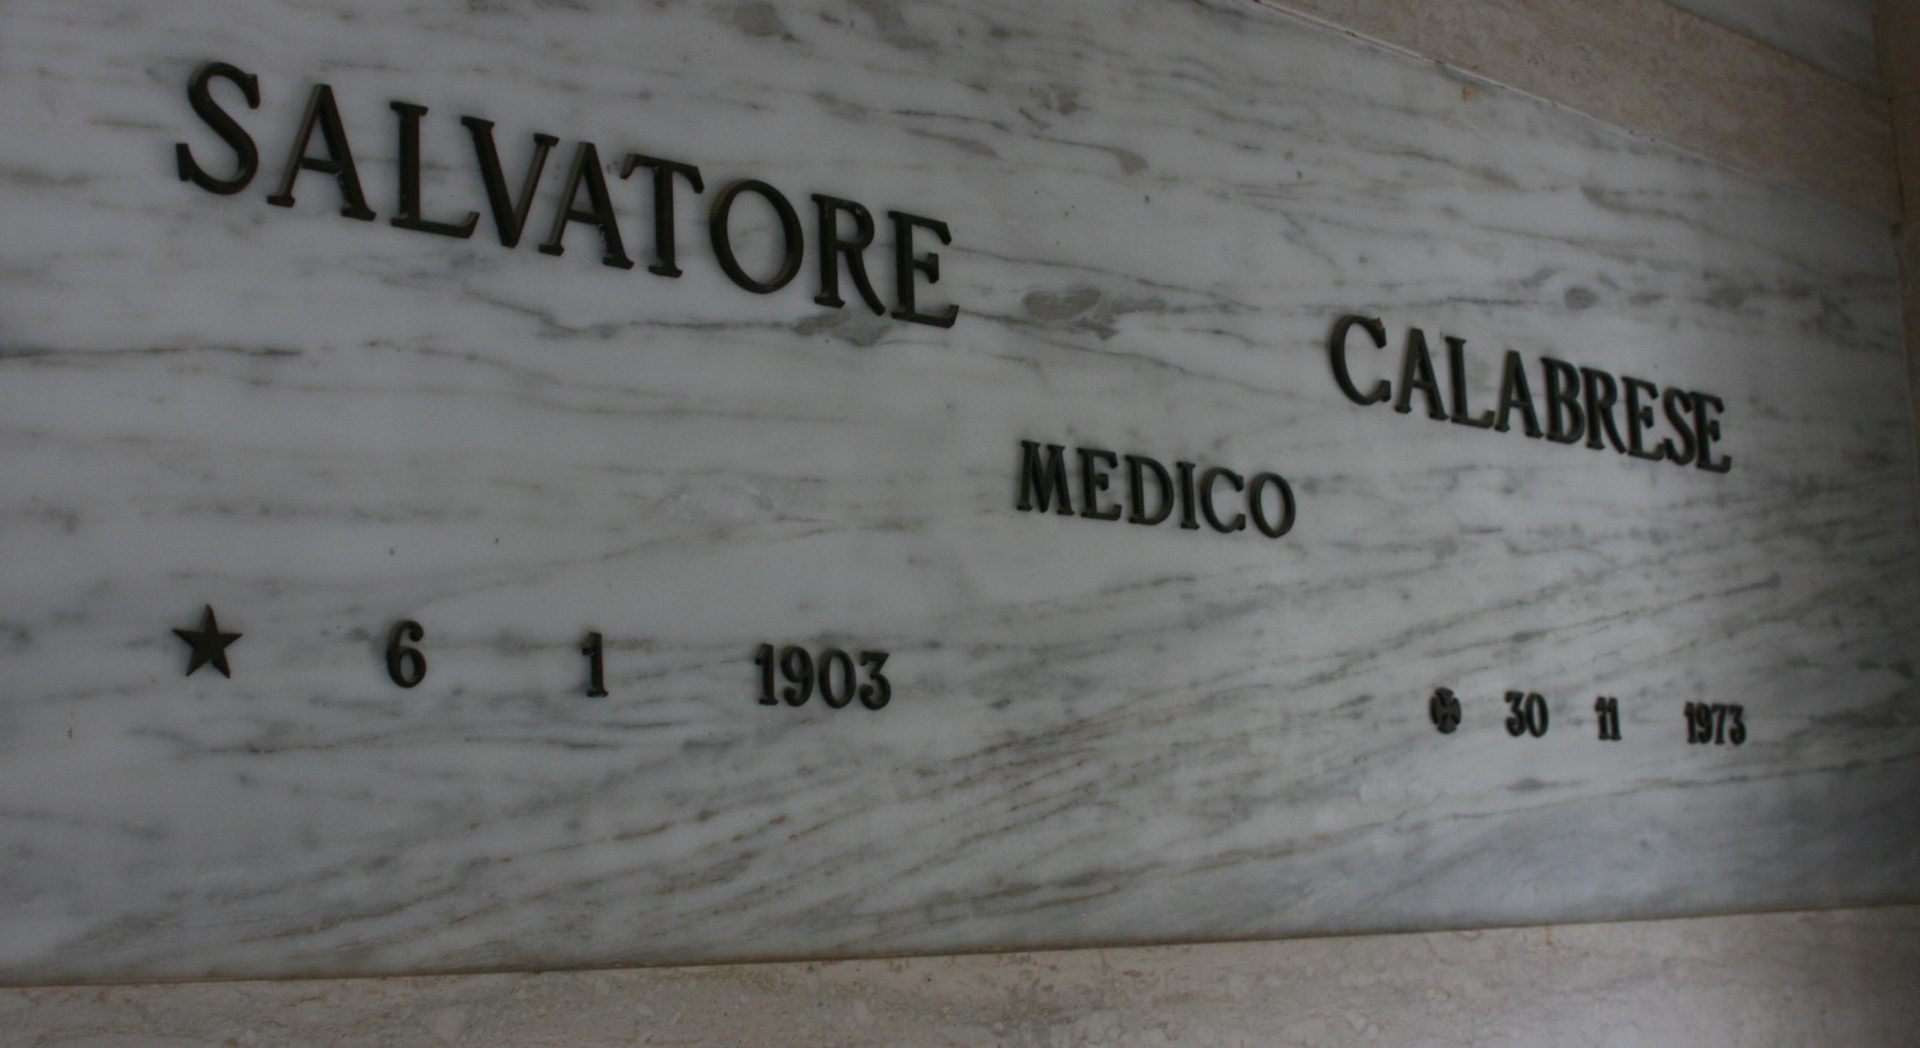 SALVATORE CALABRESE
MEDICO
6 1 1903 30 11 1973